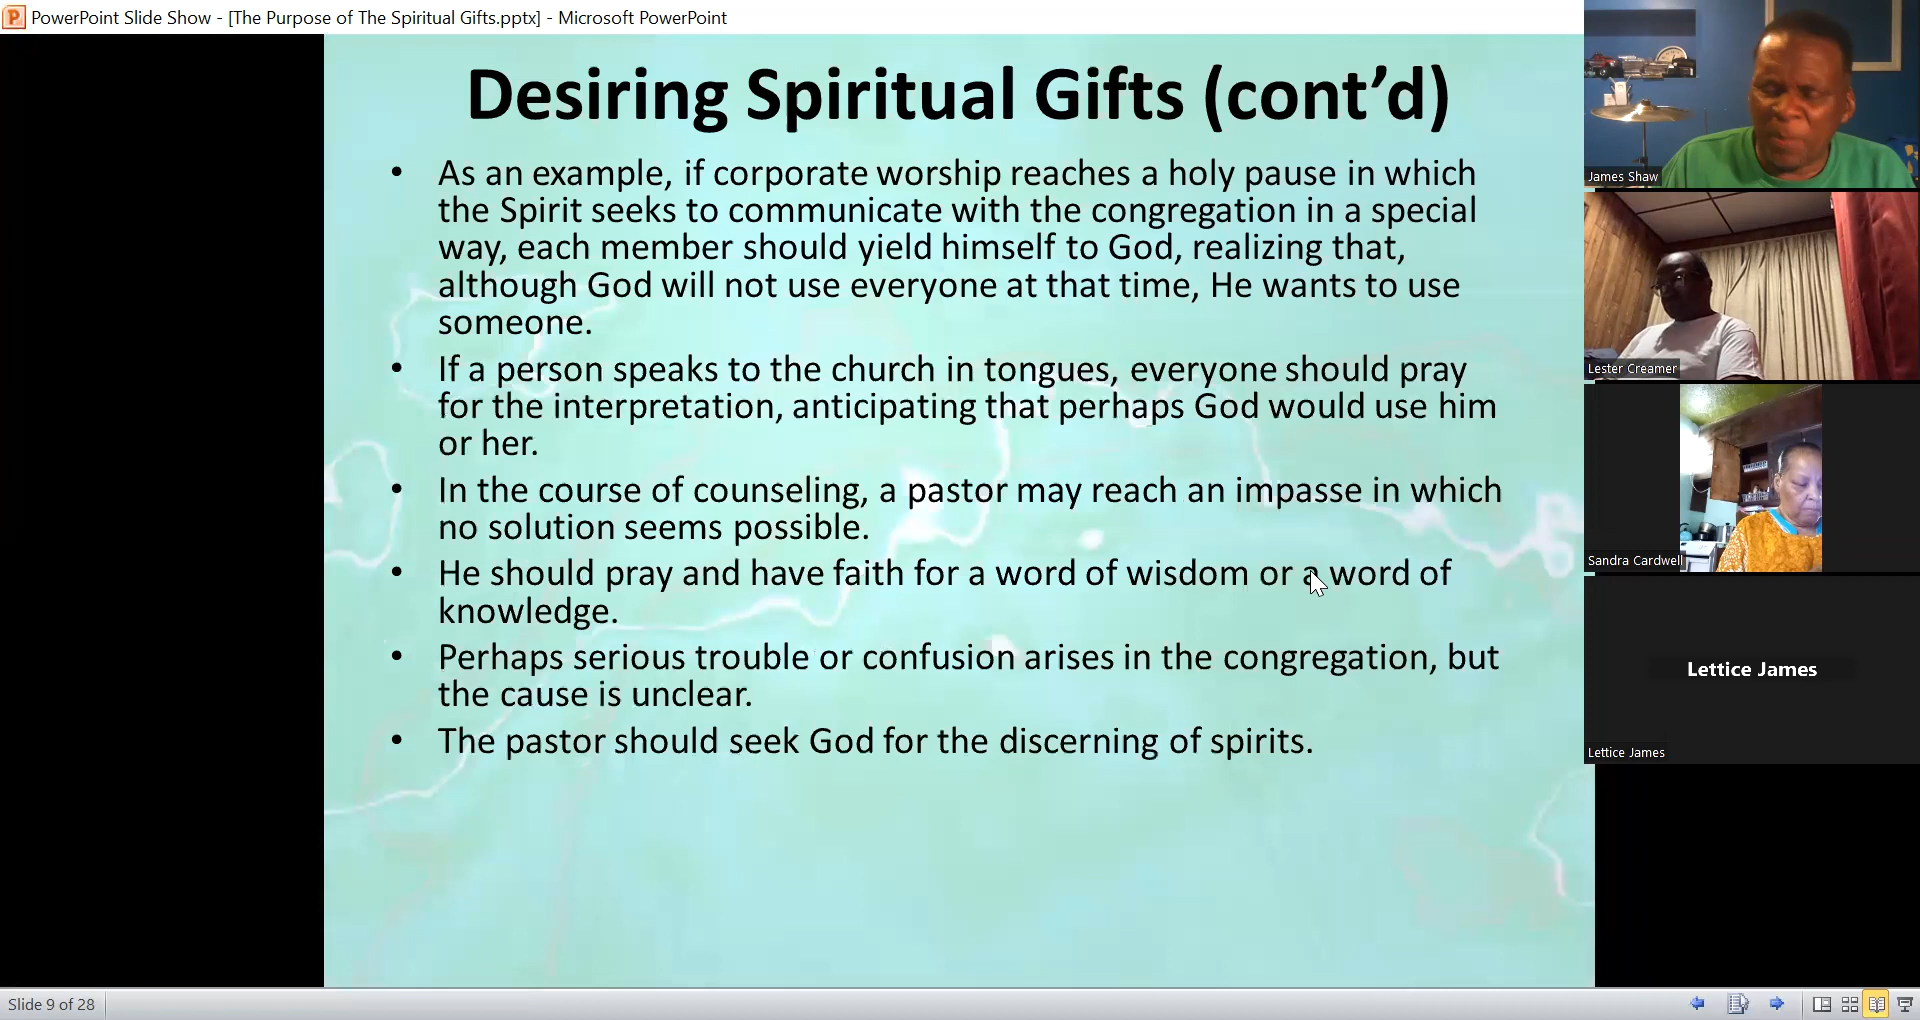 PowerPoint Slide Show - [The Purpose of The Spiritual Gifts.pptx] - Microsoft PowerPoint
Desiring Spiritual Gifts (cont’d)
• As an example, if corporate worship reaches a holy pause in which
the Spirit seeks to communicate with the congregation in a special
way, each member should yield himself to God, realizing that,
although God will not use everyone at that time, He wants to use
someone.
• If a person speaks to the church in tongues, everyone should pray
for the interpretation, anticipating that perhaps God would use him
or her.
• In the course of counseling, a pastor may reach an impasse in which
no solution seems possible.
• He should pray and have faith for a word of wisdom or a word of
knowledge.
• Perhaps serious trouble or confusion arises in the congregation, but
the cause is unclear.
• The pastor should seek God for the discerning of spirits.
James Shaw
Lester Creamer
Sandra Cardwell
Lettice James
Lettice James
Slide 9 of 28